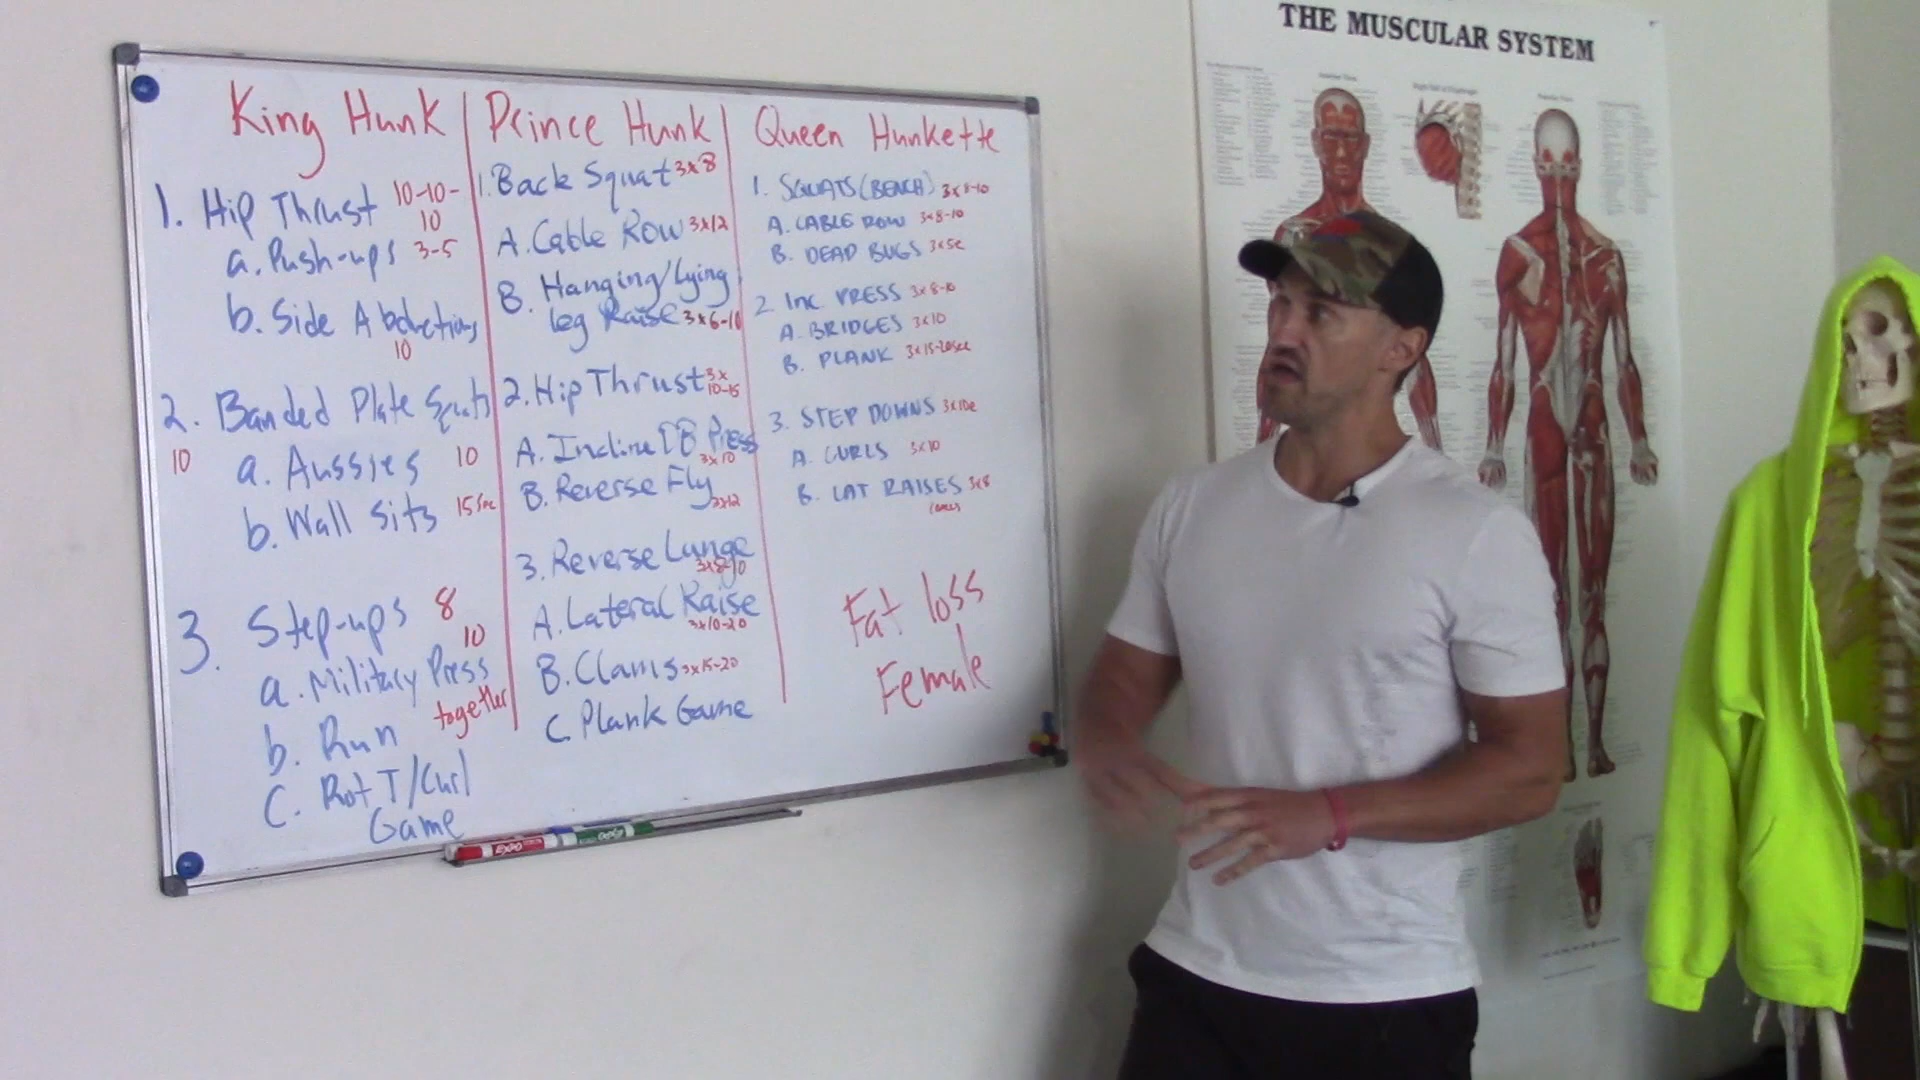 King Hunk
1. Hip Thrust 10-10-
10
a. Push-ups 3-5
b. Side Abductions
10
2. Banded Plate Squats
10 a. Aussies 10
b. Wall sits 15 Sec
3. Step-ups 8
10
a. Military Press
together
b. Run
C. Rot T/Curl
Game
Prince Hunk
1. Back Squat 3x8
A. Cable Row 3x12
B. Hanging/Lying
leg Raise 3x6-10
2. Hip Thrust 3x
10-15
A. Incline DB Press
3x10
B. Reverse Fly
3x12
3. Reverse Lunge
3x8-10
A. Lateral Raise
3x10-20
B. Clams 3x15-20
C. Plank Game
Queen Hunkette
1. SQUATS (BENCH) 3x8-10
A. CABLE ROW 3x8-10
B. DEAD BUGS 3x5e
2. INC PRESS 3x8-10
A. BRIDGES 3x10
B. PLANK 3x15-20sec
3. STEP DOWNS 3x10e
A. CURLS 3x10
B. LAT RAISES 3x8
Fat loss
Female
EXPO
EXPO
THE MUSCULAR SYSTEM